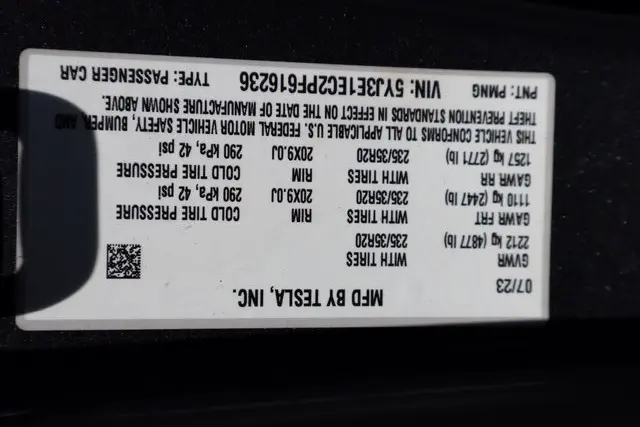 MFD BY TESLA, INC.
07/23
GVWR WITH TIRES
2212 kg (4877 lb) 235/35R20
GAWR FRT WITH TIRES RIM COLD TIRE PRESSURE
1110 kg (2447 lb) 235/35R20 20X9.0J 290 kPa, 42 psi
GAWR RR WITH TIRES RIM COLD TIRE PRESSURE
1257 kg (2771 lb) 235/35R20 20X9.0J 290 kPa, 42 psi
THIS VEHICLE CONFORMS TO ALL APPLICABLE U.S. FEDERAL MOTOR VEHICLE SAFETY, BUMPER, AND
THEFT PREVENTION STANDARDS IN EFFECT ON THE DATE OF MANUFACTURE SHOWN ABOVE.
PNT: PMNG VIN: 5YJ3E1EC2PF616236 TYPE: PASSENGER CAR